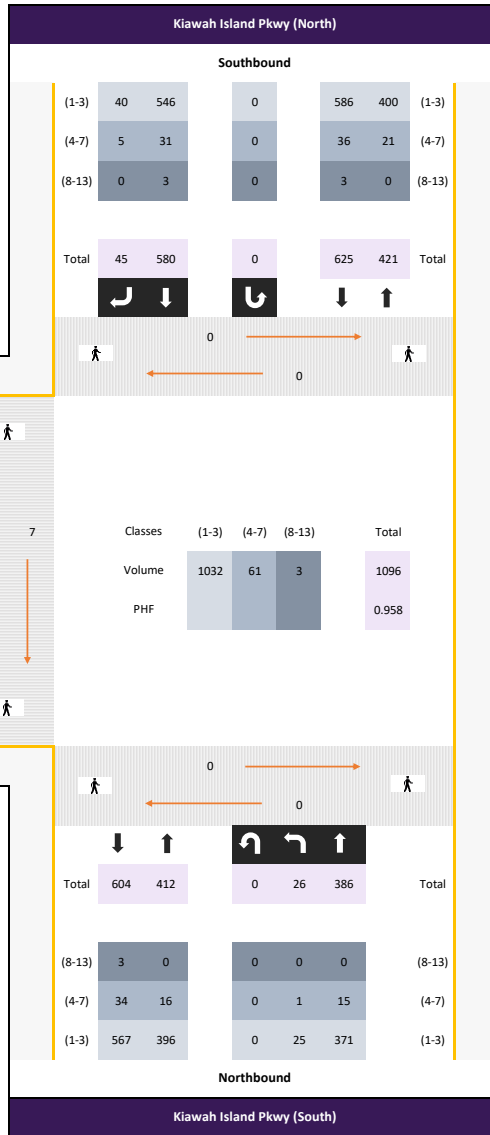 Kiawah Island Pkwy (North)
Southbound
(1-3) 40 546 0 586 400 (1-3)
(4-7) 5 31 0 36 21 (4-7)
(8-13) 0 3 0 3 0 (8-13)
Total 45 580 0 625 421 Total
0
0
7
Classes (1-3) (4-7) (8-13) Total
Volume 1032 61 3 1096
PHF 0.958
0
0
Total 604 412 0 26 386 Total
(8-13) 3 0 0 0 0 (8-13)
(4-7) 34 16 0 1 15 (4-7)
(1-3) 567 396 0 25 371 (1-3)
Northbound
Kiawah Island Pkwy (South)